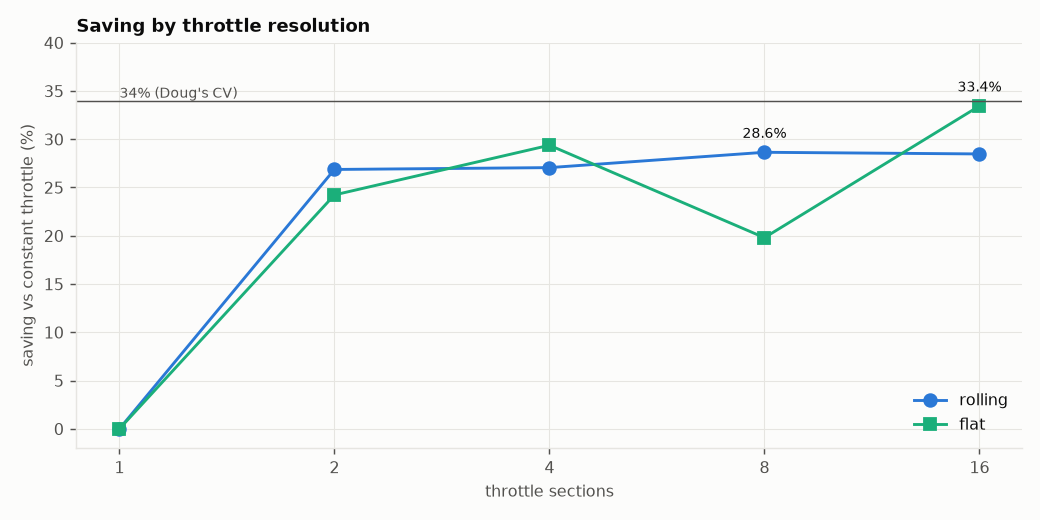 Saving by throttle resolution
saving vs constant throttle (%)
40
35
30
25
20
15
10
5
0
34% (Doug's CV)
28.6%
33.4%
rolling
flat
1 2 4 8 16
throttle sections